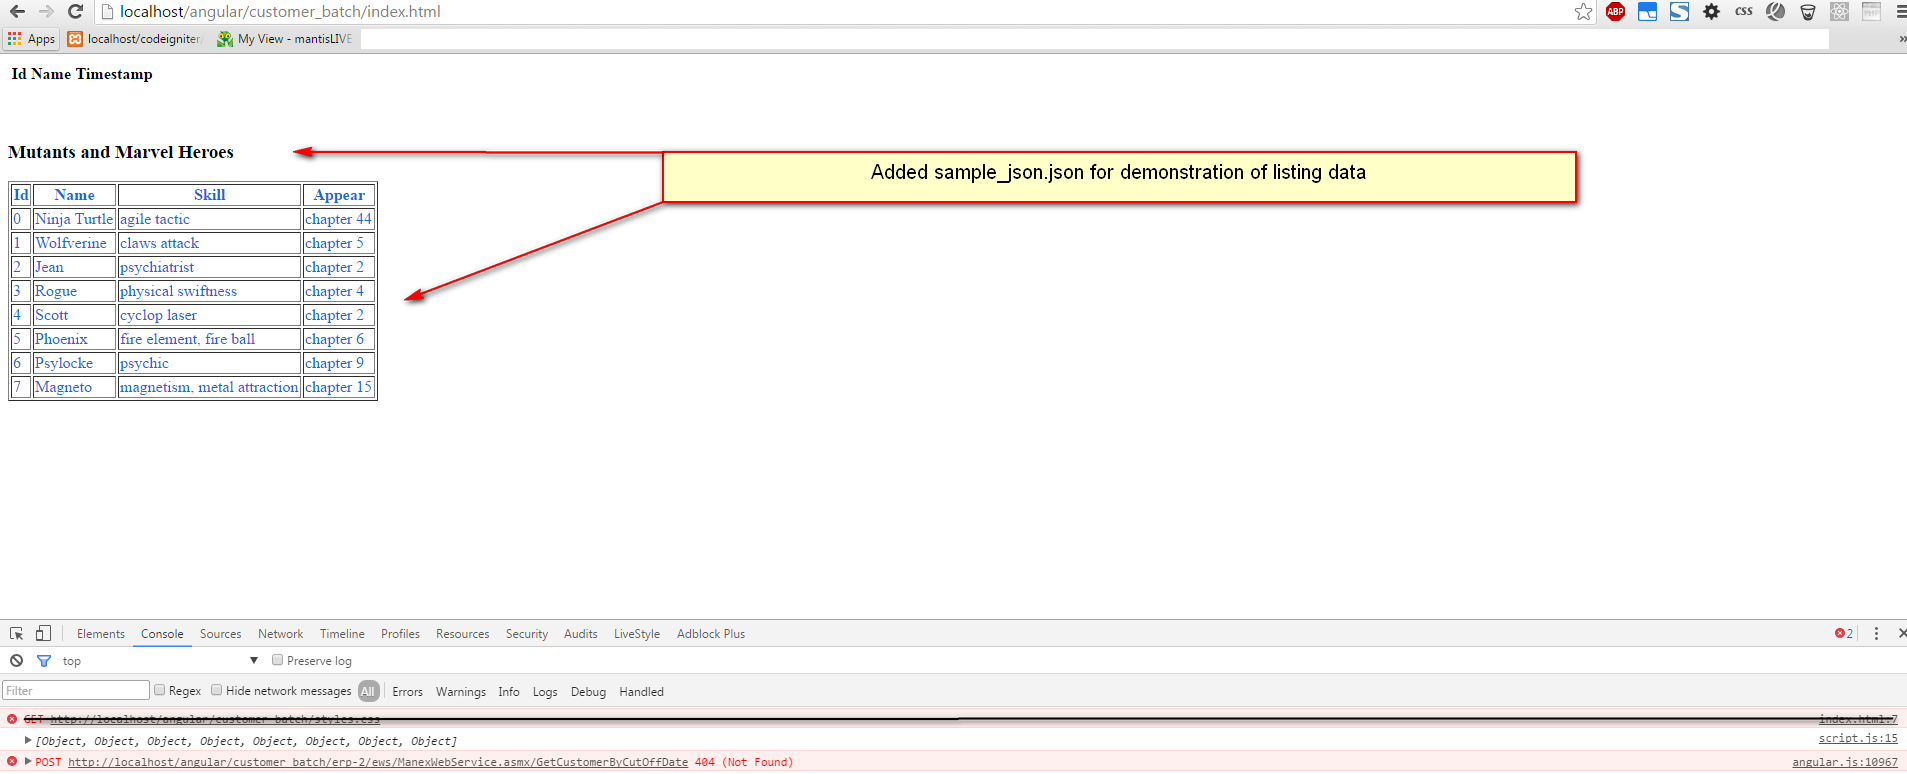 localhost/angular/customer_batch/index.html
ABP
css
Apps localhost/codeigniter/ My View - mantisLIVE »
Id Name Timestamp
Mutants and Marvel Heroes
Added sample_json.json for demonstration of listing data
Id Name Skill Appear
0 Ninja Turtle agile tactic chapter 44
1 Wolfverine claws attack chapter 5
2 Jean psychiatrist chapter 2
3 Rogue physical swiftness chapter 4
4 Scott cyclop laser chapter 2
5 Phoenix fire element, fire ball chapter 6
6 Psylocke psychic chapter 9
7 Magneto magnetism, metal attraction chapter 15
Elements Console Sources Network Timeline Profiles Resources Security Audits LiveStyle Adblock Plus 2
top Preserve log
Filter Regex Hide network messages All Errors Warnings Info Logs Debug Handled
GET http://localhost/angular/customer_batch/styles.css index.html:7
[Object, Object, Object, Object, Object, Object, Object, Object] script.js:15
POST http://localhost/angular/customer_batch/erp-2/ews/ManexWebService.asmx/GetCustomerByCutOffDate 404 (Not Found) angular.js:10967